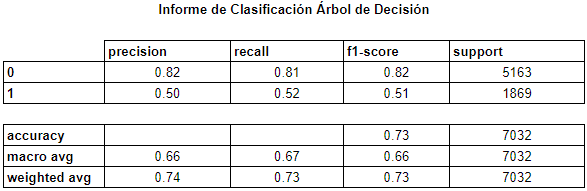 Informe de Clasificación Árbol de Decisión
precision recall f1-score support
0 0.82 0.81 0.82 5163
1 0.50 0.52 0.51 1869
accuracy 0.73 7032
macro avg 0.66 0.67 0.66 7032
weighted avg 0.74 0.73 0.73 7032